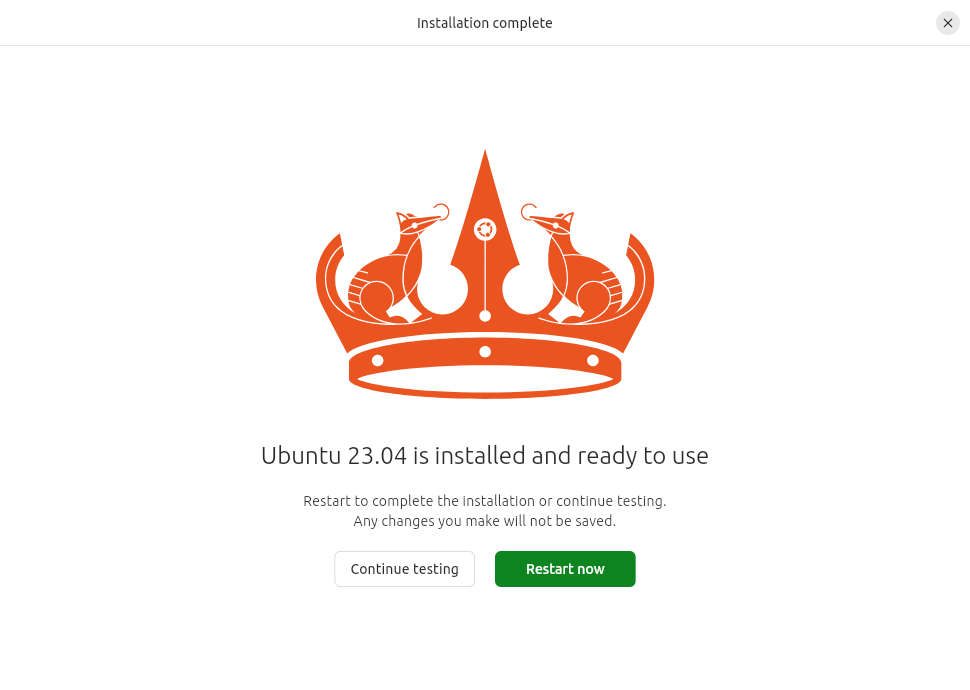 Installation complete
Ubuntu 23.04 is installed and ready to use
Restart to complete the installation or continue testing.
Any changes you make will not be saved.
Continue testing
Restart now